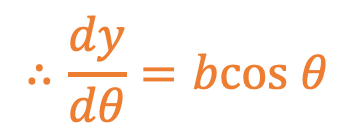 ∴ dy/dθ = bcos θ